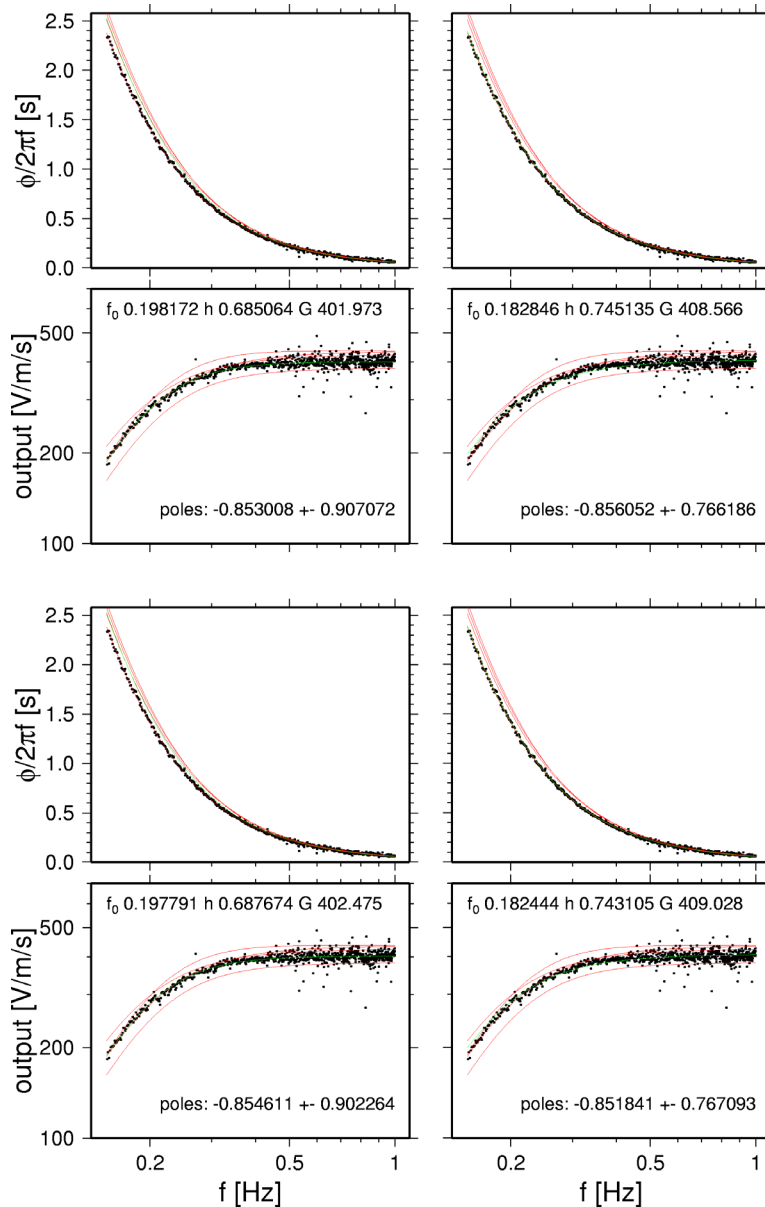 2.5
2.0
1.5
1.0
0.5
0.0
ϕ/2πf [s]
f0 0.198172 h 0.685064 G 401.973
f0 0.182846 h 0.745135 G 408.566
500
200
100
output [V/m/s]
poles: -0.853008 +- 0.907072
poles: -0.856052 +- 0.766186
2.5
2.0
1.5
1.0
0.5
0.0
ϕ/2πf [s]
f0 0.197791 h 0.687674 G 402.475
f0 0.182444 h 0.743105 G 409.028
500
200
100
output [V/m/s]
poles: -0.854611 +- 0.902264
poles: -0.851841 +- 0.767093
0.2 0.5 1
0.2 0.5 1
f [Hz]
f [Hz]